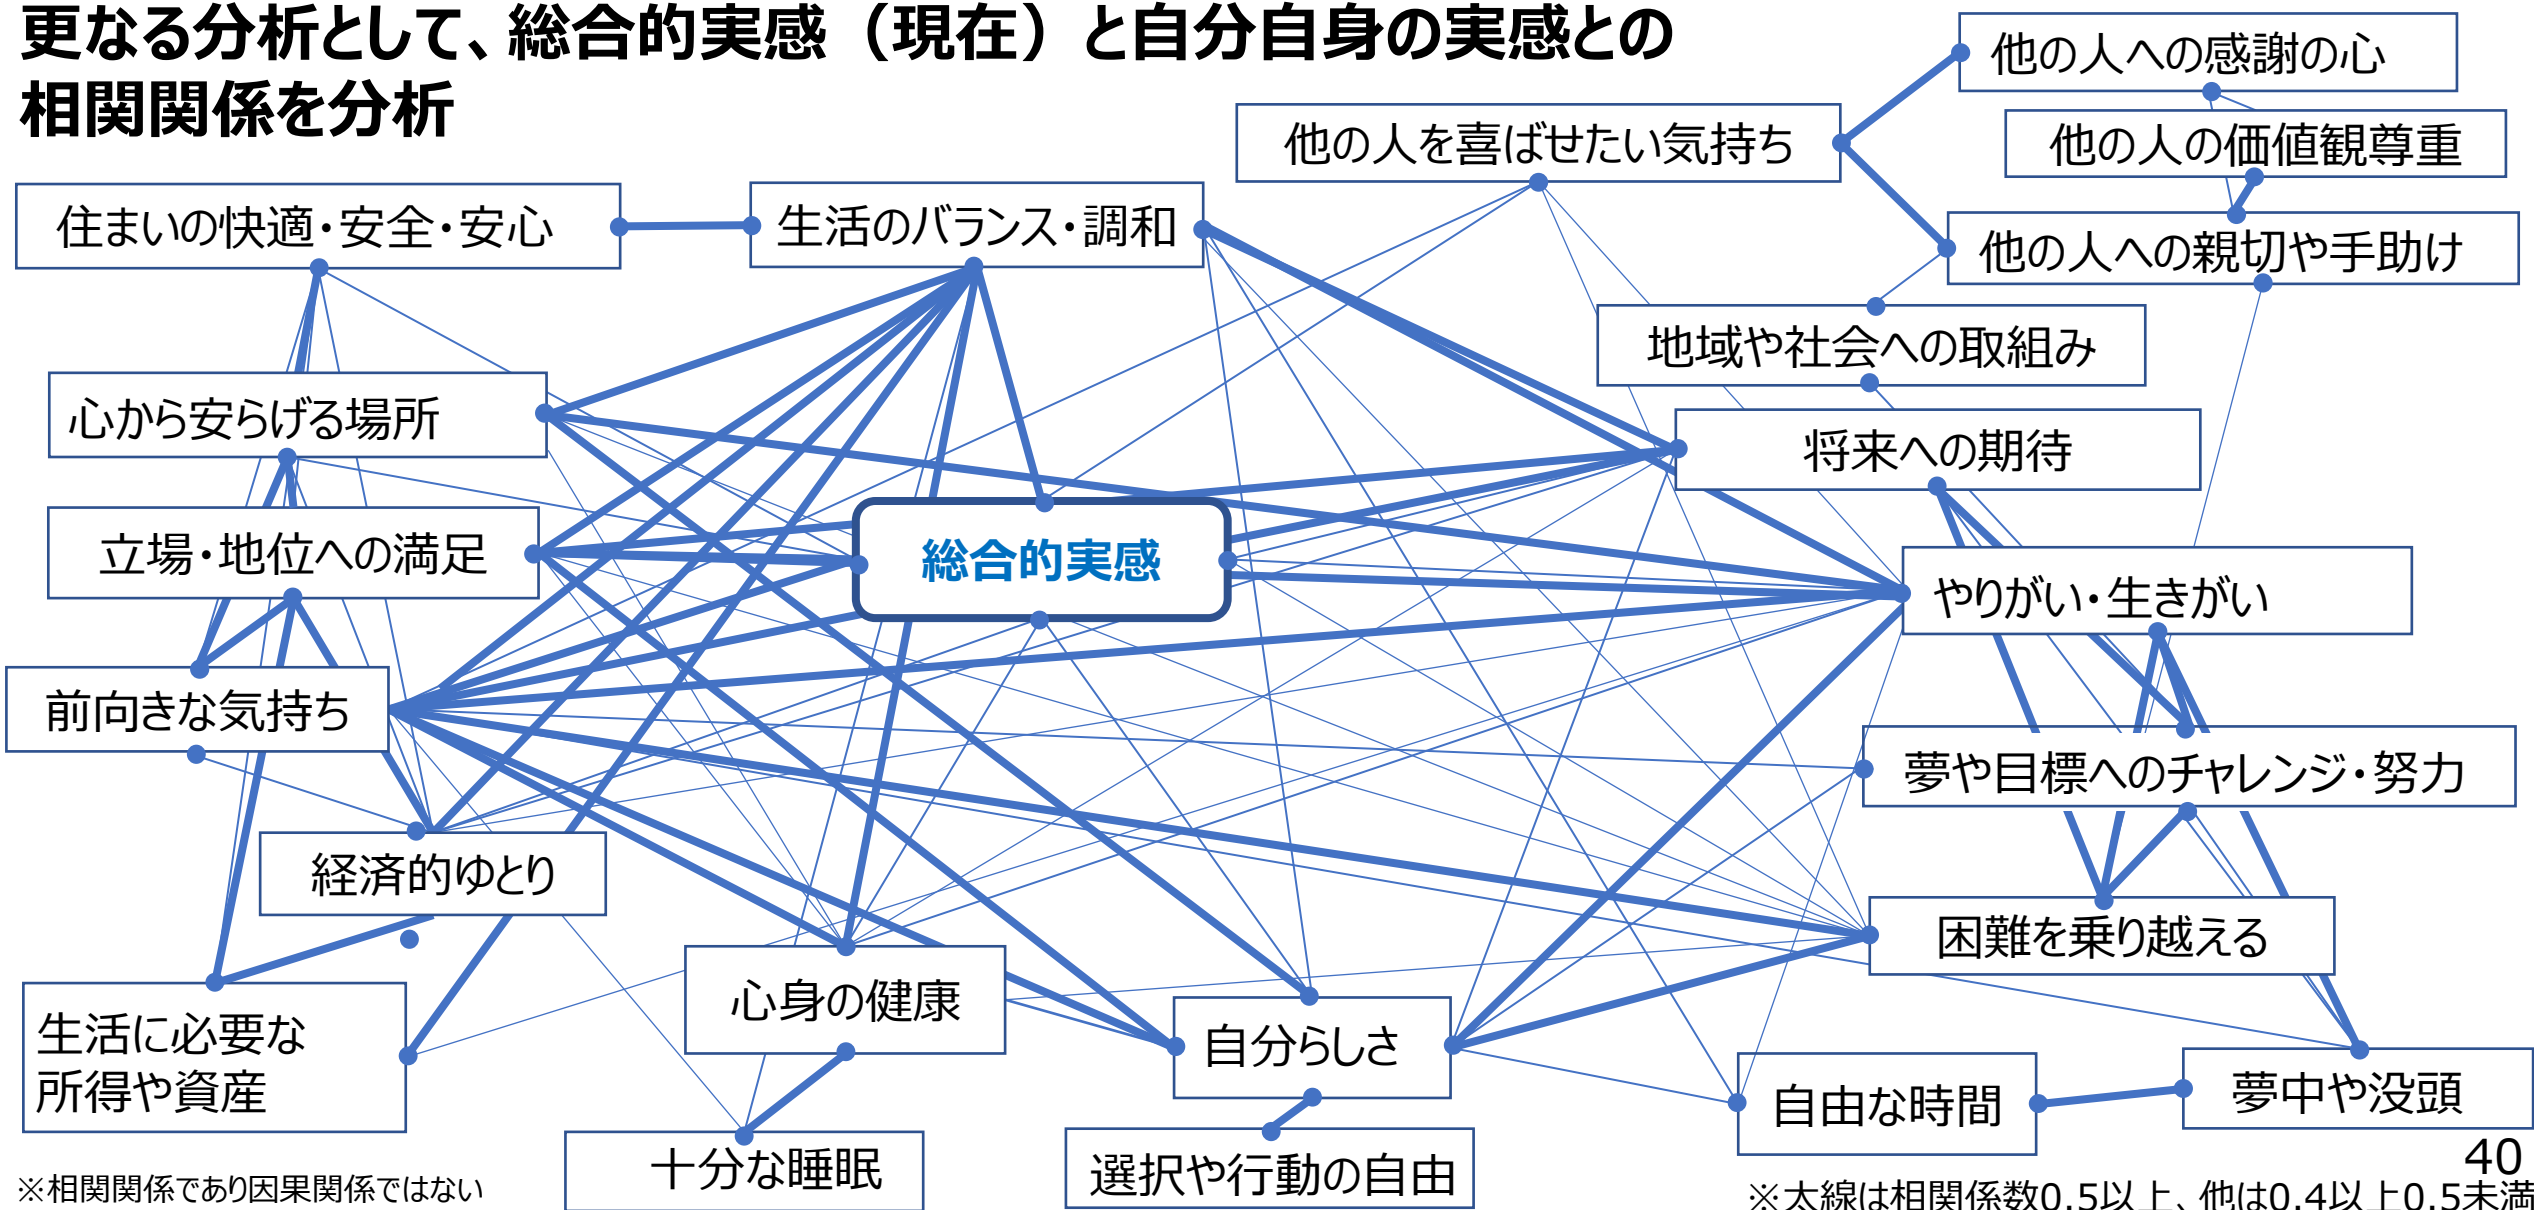 更なる分析として、総合的実感（現在）と自分自身の実感との
相関関係を分析
他の人への感謝の心
他の人を喜ばせたい気持ち
他の人の価値観尊重
住まいの快適・安全・安心
生活のバランス・調和
他の人への親切や手助け
地域や社会への取組み
心から安らげる場所
将来への期待
立場・地位への満足
総合的実感
やりがい・生きがい
前向きな気持ち
夢や目標へのチャレンジ・努力
経済的ゆとり
困難を乗り越える
心身の健康
生活に必要な
所得や資産
自分らしさ
自由な時間
夢中や没頭
十分な睡眠
選択や行動の自由
40
※相関関係であり因果関係ではない
※太線は相関係数0.5以上、他は0.4以上0.5未満